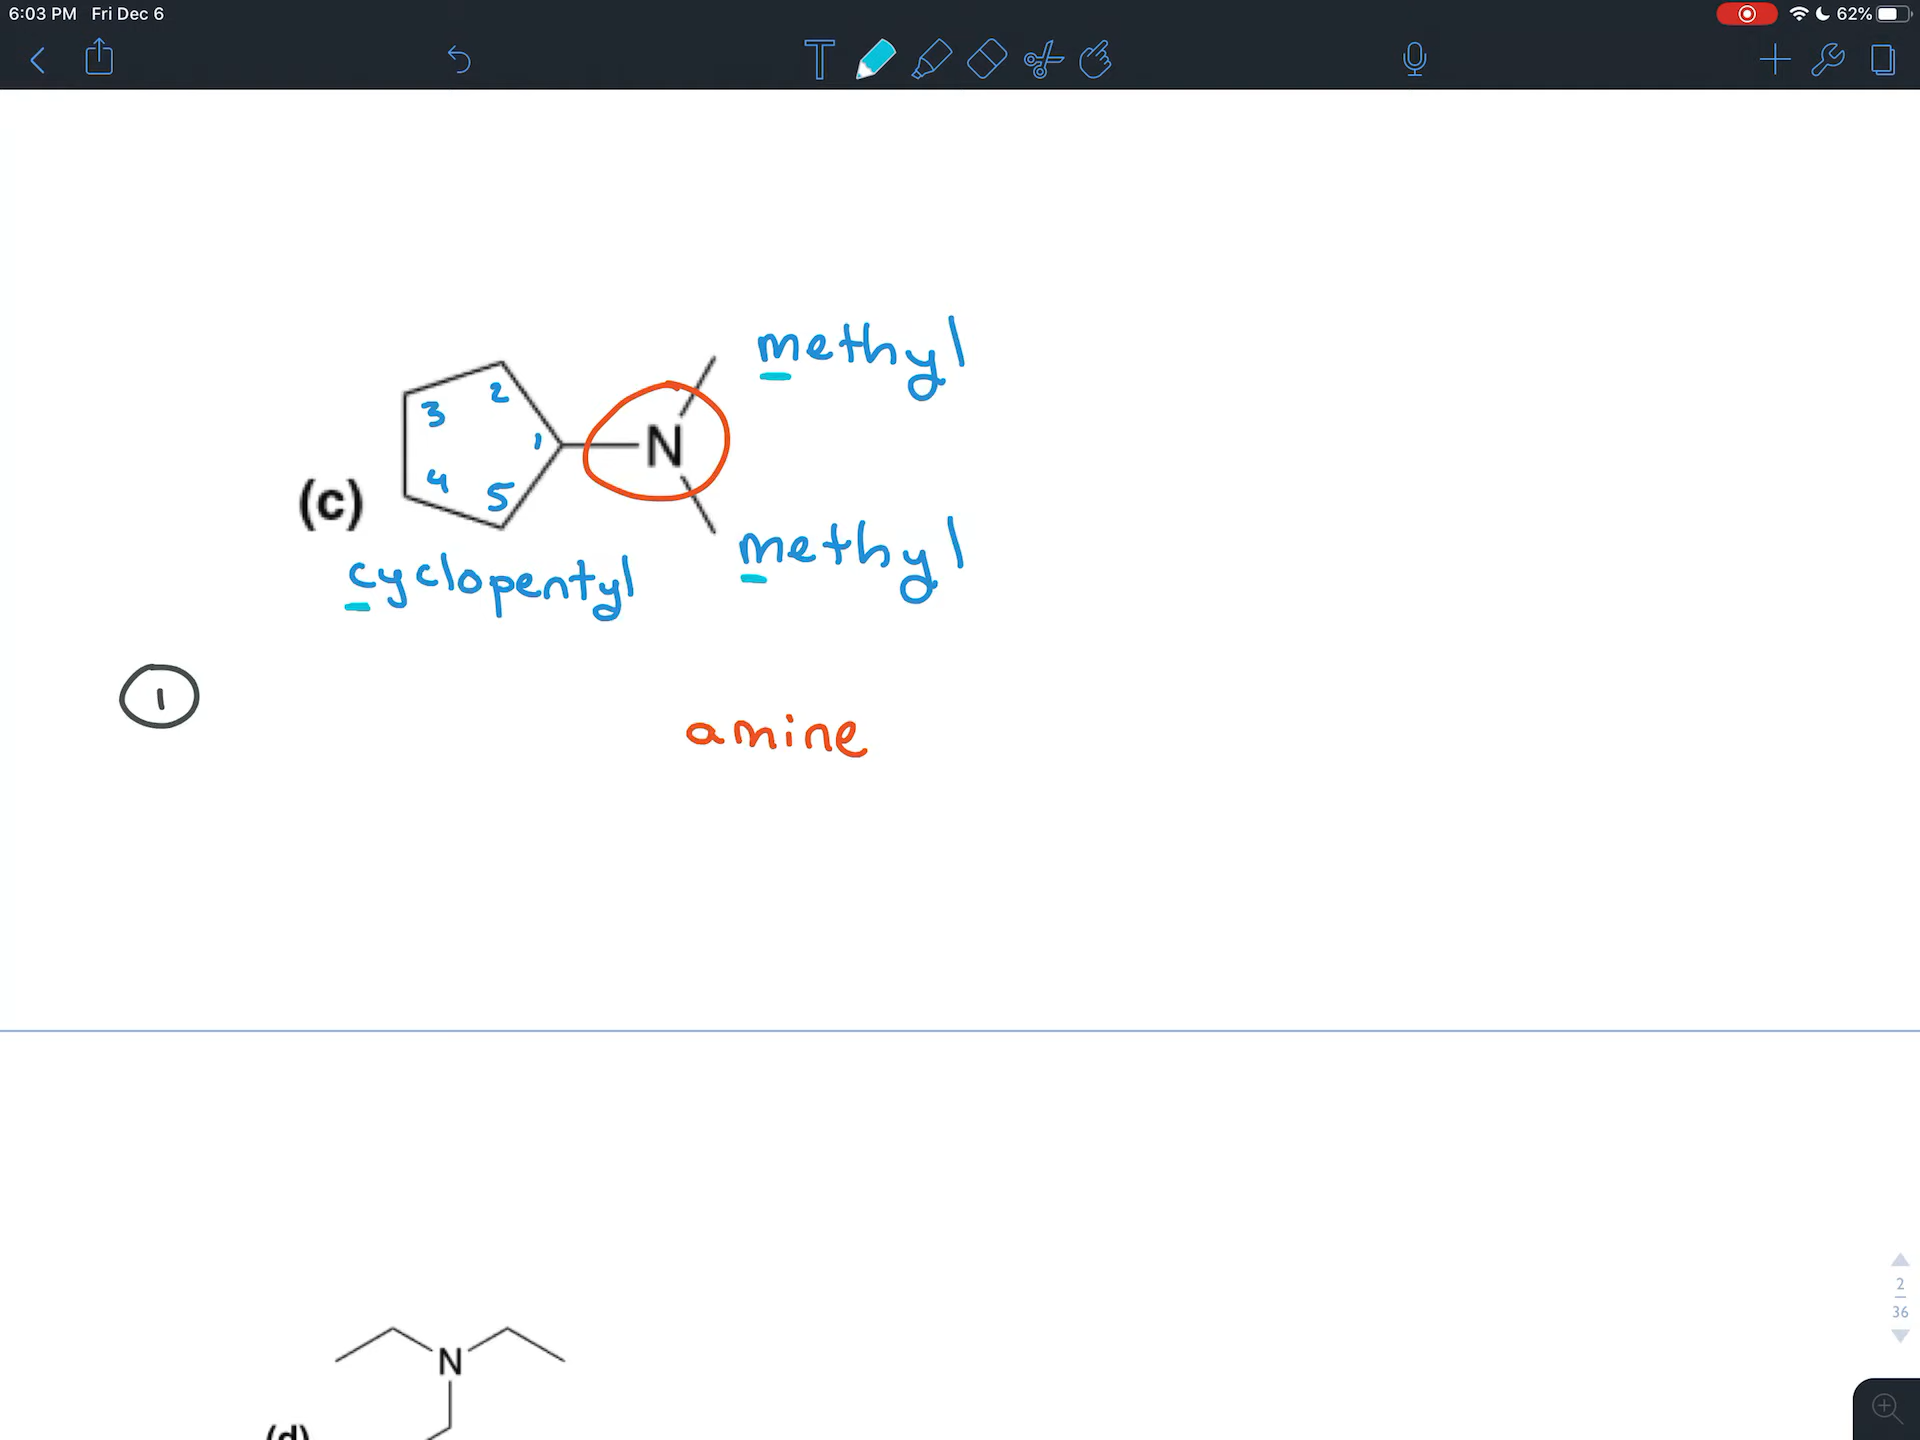 6:03 PM Fri Dec 6
62%
methyl
2
3
1
N
4
5
(c)
methyl
cyclopentyl
1
amine
2
36
N
(d)